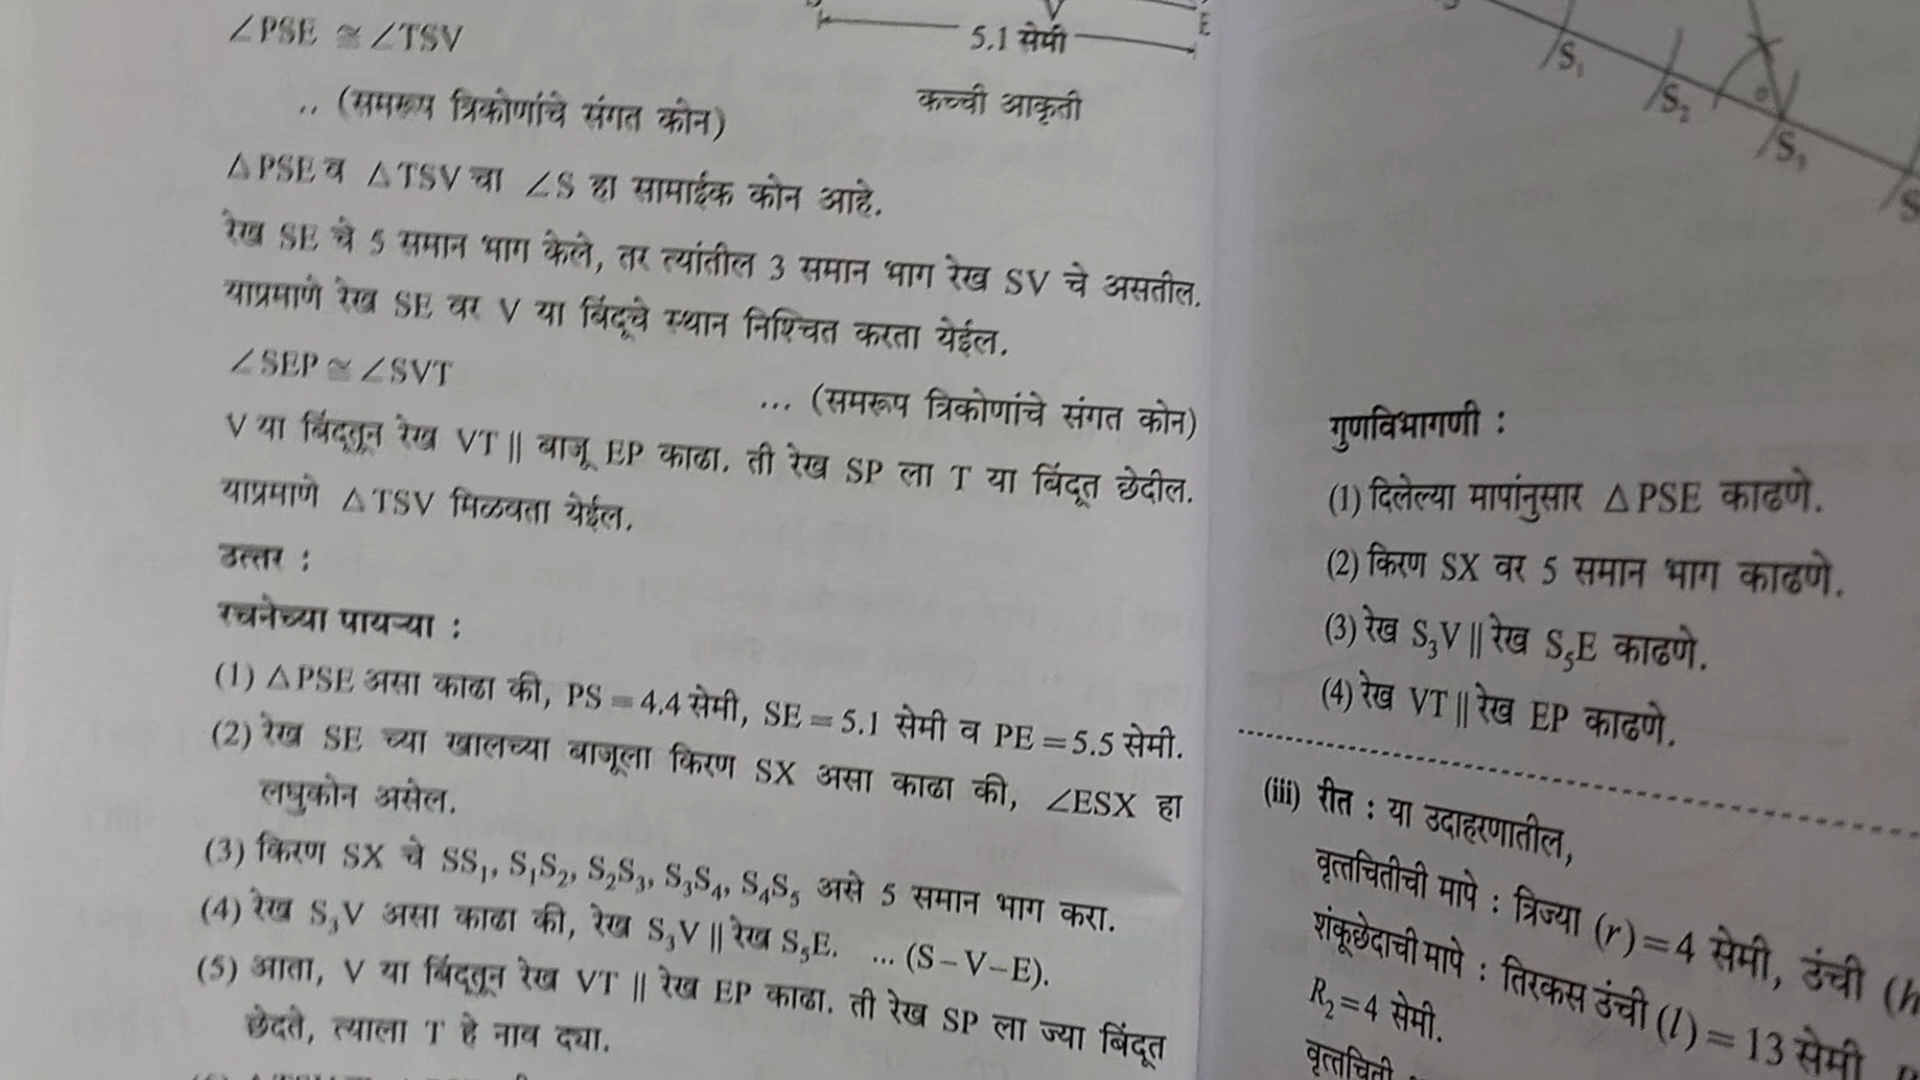 ∠PSE ≅ ∠TSV
5.1 सेमी
V
E
.. (समरूप त्रिकोणांचे संगत कोन)
कच्ची आकृती
△PSE व △TSV चा ∠S हा सामाईक कोन आहे.
रेख SE चे 5 समान भाग केले, तर त्यांतील 3 समान भाग रेख SV चे असतील.
याप्रमाणे रेख SE वर V या बिंदूचे स्थान निश्चित करता येईल.
∠SEP ≅ ∠SVT
... (समरूप त्रिकोणांचे संगत कोन)
V या बिंदूतून रेख VT || बाजू EP काढा. ती रेख SP ला T या बिंदूत छेदील.
याप्रमाणे △TSV मिळवता येईल.
उत्तर :
रचनेच्या पायऱ्या :
(1) △PSE असा काढा की, PS = 4.4 सेमी, SE = 5.1 सेमी व PE = 5.5 सेमी.
(2) रेख SE च्या खालच्या बाजूला किरण SX असा काढा की, ∠ESX हा
लघुकोन असेल.
(3) किरण SX चे SS₁, S₁S₂, S₂S₃, S₃S₄, S₄S₅ असे 5 समान भाग करा.
(4) रेख S₃V असा काढा की, रेख S₃V || रेख S₅E. ... (S–V–E).
(5) आता, V या बिंदूतून रेख VT || रेख EP काढा. ती रेख SP ला ज्या बिंदूत
छेदते, त्याला T हे नाव द्या.
S₁
S₂
S₃
S
गुणविभागणी :
(1) दिलेल्या मापांनुसार △PSE काढणे.
(2) किरण SX वर 5 समान भाग काढणे.
(3) रेख S₃V || रेख S₅E काढणे.
(4) रेख VT || रेख EP काढणे.
(iii) रीत : या उदाहरणातील,
वृत्तचितीची मापे : त्रिज्या (r) = 4 सेमी, उंची (h
शंकूछेदाची मापे : तिरकस उंची (l) = 13 सेमी
R₂ = 4 सेमी.
वृत्तचिती